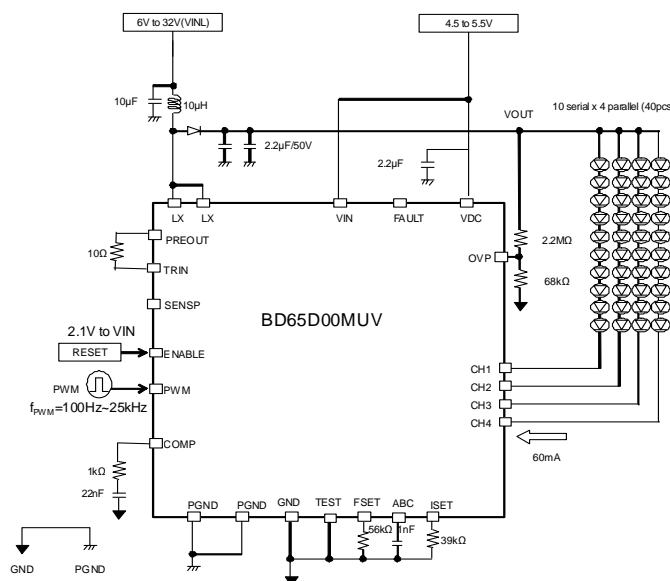 6V to 32V(VINL)
4.5 to 5.5V
10µF
10µH
VOUT
10 serial x 4 parallel (40pcs
2.2µF/50V
2.2µF
LX
LX
VIN
FAULT
VDC
PREOUT
10Ω
TRIN
OVP
2.2MΩ
68kΩ
SENSP
BD65D00MUV
2.1V to VIN
RESET
ENABLE
CH1
PWM
PWM
CH2
fPWM=100Hz~25kHz
CH3
CH4
COMP
60mA
1kΩ
22nF
PGND
PGND
GND
TEST
FSET
ABC
ISET
56kΩ
1nF
39kΩ
GND
PGND